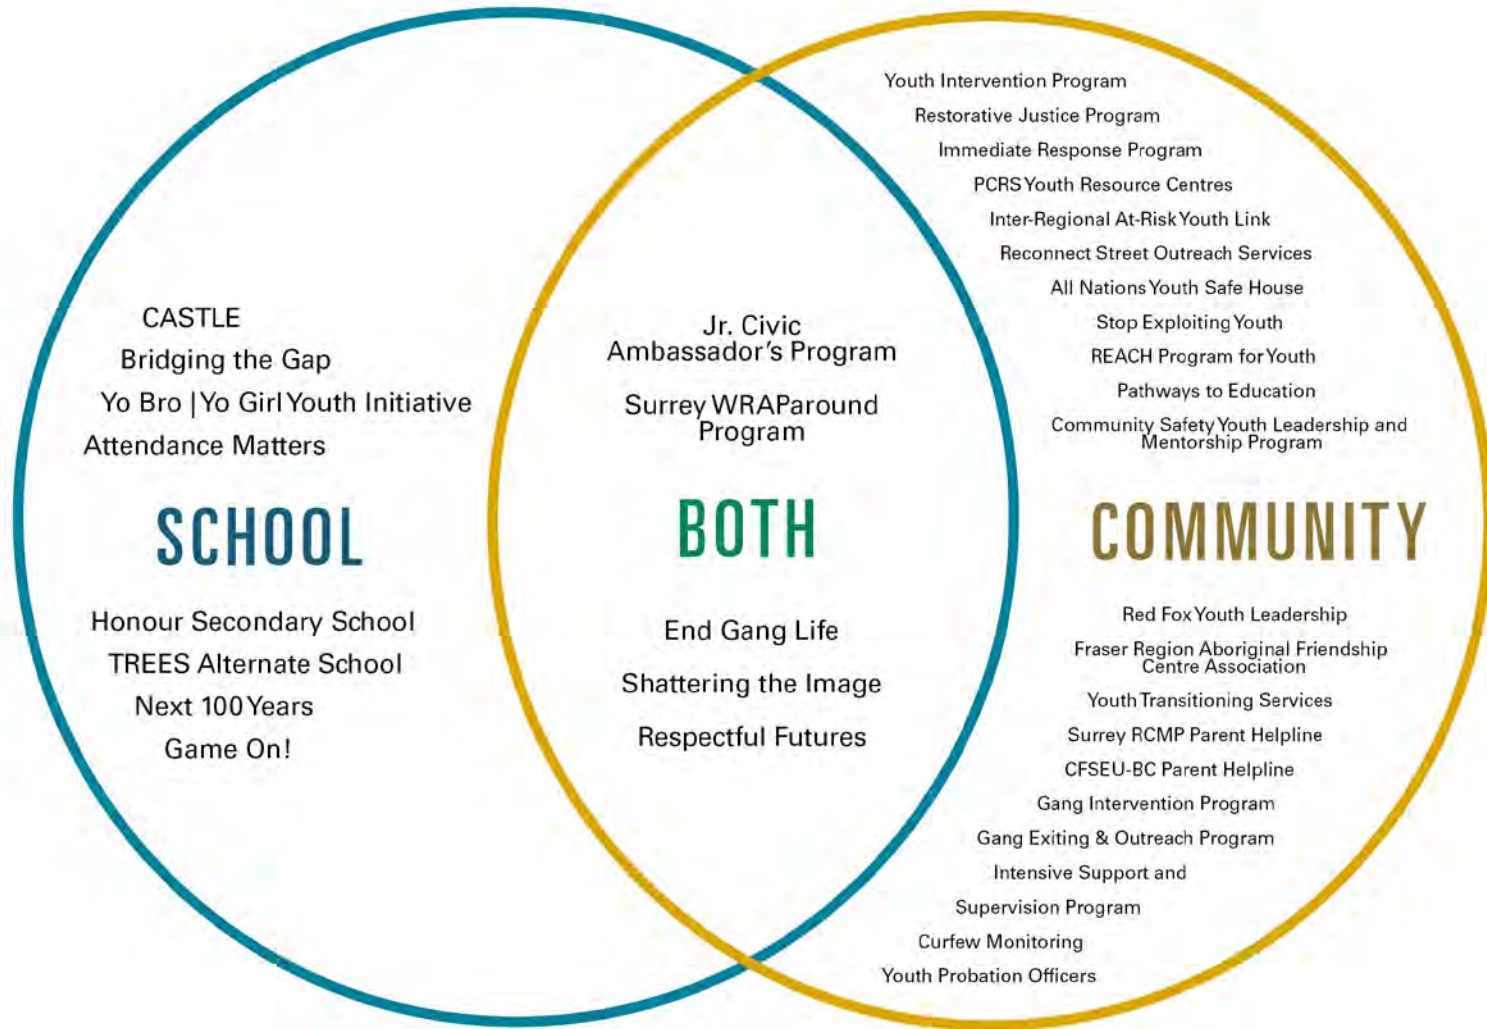 CASTLE
Bridging the Gap
Yo Bro | Yo Girl Youth Initiative
Attendance Matters
SCHOOL
Honour Secondary School
TREES Alternate School
Next 100 Years
Game On!
Jr. Civic
Ambassador's Program
Surrey WRAParound
Program
BOTH
End Gang Life
Shattering the Image
Respectful Futures
Youth Intervention Program
Restorative Justice Program
Immediate Response Program
PCRS Youth Resource Centres
Inter-Regional At-Risk Youth Link
Reconnect Street Outreach Services
All Nations Youth Safe House
Stop Exploiting Youth
REACH Program for Youth
Pathways to Education
Community Safety Youth Leadership and
Mentorship Program
COMMUNITY
Red Fox Youth Leadership
Fraser Region Aboriginal Friendship
Centre Association
Youth Transitioning Services
Surrey RCMP Parent Helpline
CFSEU-BC Parent Helpline
Gang Intervention Program
Gang Exiting & Outreach Program
Intensive Support and
Supervision Program
Curfew Monitoring
Youth Probation Officers